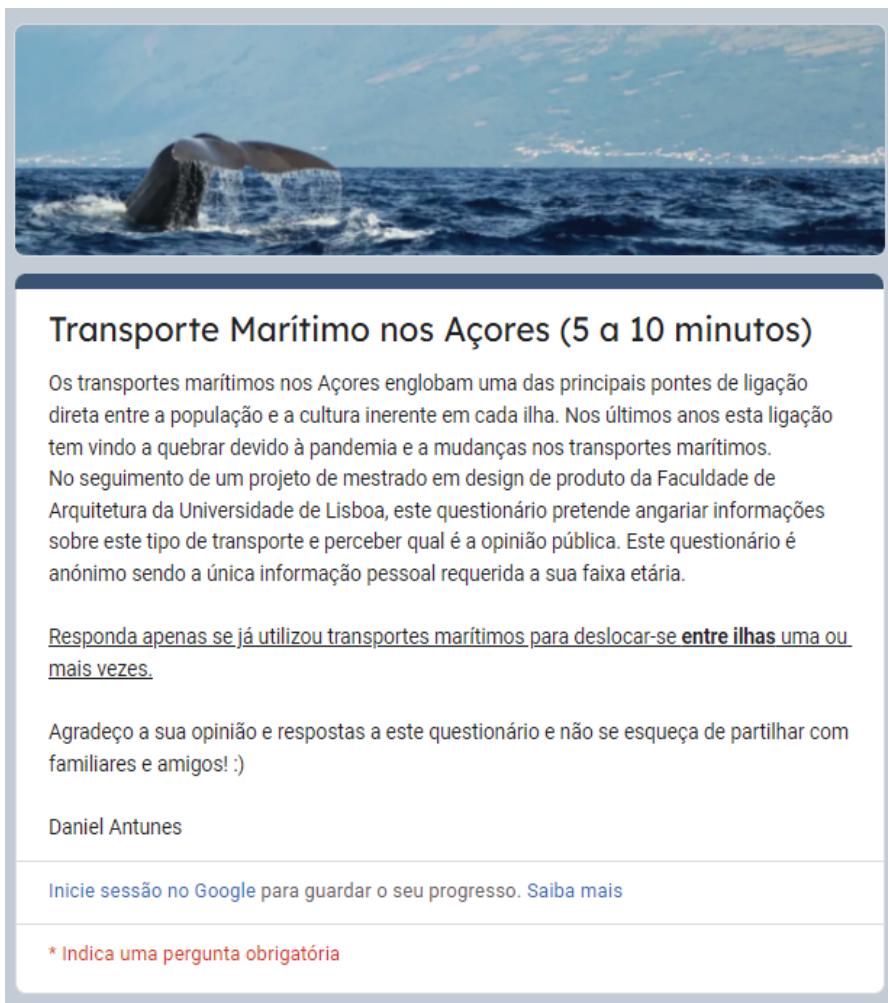 Transporte Marítimo nos Açores (5 a 10 minutos)
Os transportes marítimos nos Açores englobam uma das principais pontes de ligação
direta entre a população e a cultura inerente em cada ilha. Nos últimos anos esta ligação
tem vindo a quebrar devido à pandemia e a mudanças nos transportes marítimos.
No seguimento de um projeto de mestrado em design de produto da Faculdade de
Arquitetura da Universidade de Lisboa, este questionário pretende angariar informações
sobre este tipo de transporte e perceber qual é a opinião pública. Este questionário é
anónimo sendo a única informação pessoal requerida a sua faixa etária.
Responda apenas se já utilizou transportes marítimos para deslocar-se entre ilhas uma ou
mais vezes.
Agradeço a sua opinião e respostas a este questionário e não se esqueça de partilhar com
familiares e amigos! :)
Daniel Antunes
Inicie sessão no Google para guardar o seu progresso. Saiba mais
* Indica uma pergunta obrigatória